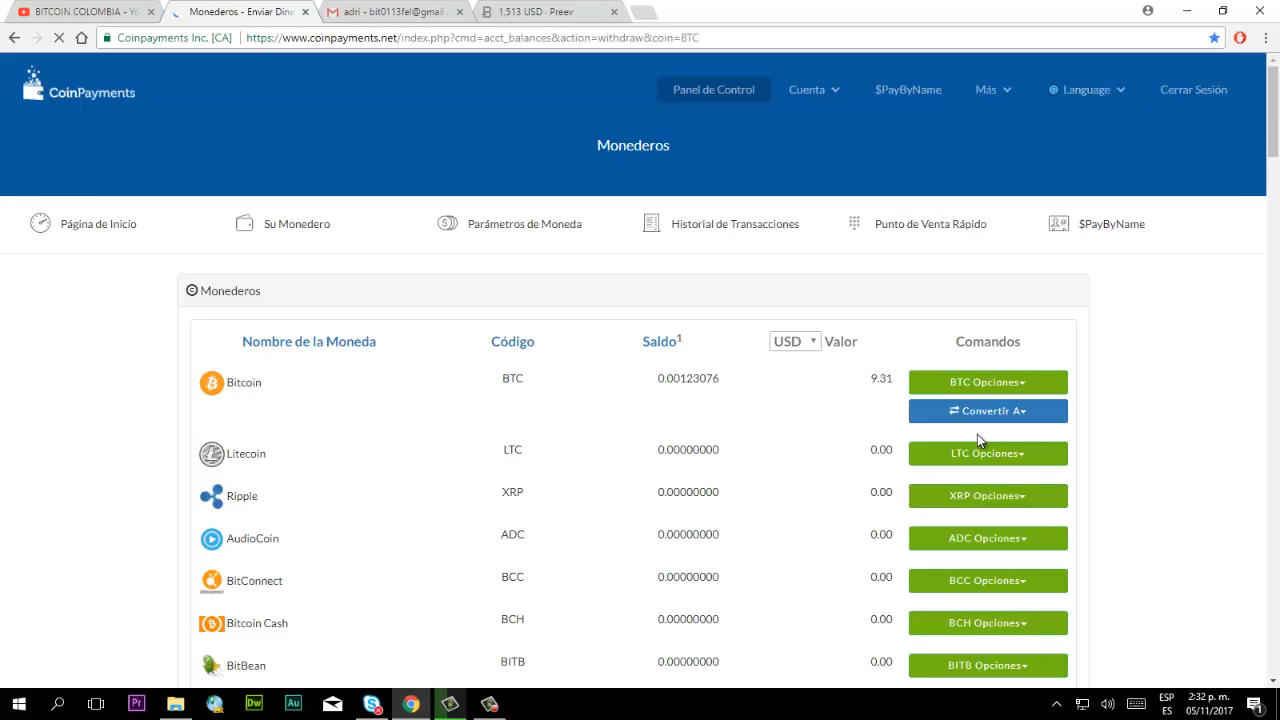 BITCOIN COLOMBIA - Yo
Monederos - Enviar Dine
adri - bit0113fel@gmail.
1,513 USD - Preev
Coinpayments Inc. [CA]
https://www.coinpayments.net/index.php?cmd=acct_balances&action=withdraw&coin=BTC
CoinPayments
Panel de Control
Cuenta
$PayByName
Más
Language
Cerrar Sesión
Monederos
Página de Inicio
Su Monedero
Parámetros de Moneda
Historial de Transacciones
Punto de Venta Rápido
$PayByName
Monederos
Nombre de la Moneda Código Saldo¹ USD Valor Comandos
Bitcoin BTC 0.00123076 9.31 BTC Opciones
Convertir A
Litecoin LTC 0.00000000 0.00 LTC Opciones
Ripple XRP 0.00000000 0.00 XRP Opciones
AudioCoin ADC 0.00000000 0.00 ADC Opciones
BitConnect BCC 0.00000000 0.00 BCC Opciones
Bitcoin Cash BCH 0.00000000 0.00 BCH Opciones
BitBean BITB 0.00000000 0.00 BITB Opciones
Pr
Dw
Au
ESP
ES
2:32 p. m.
05/11/2017